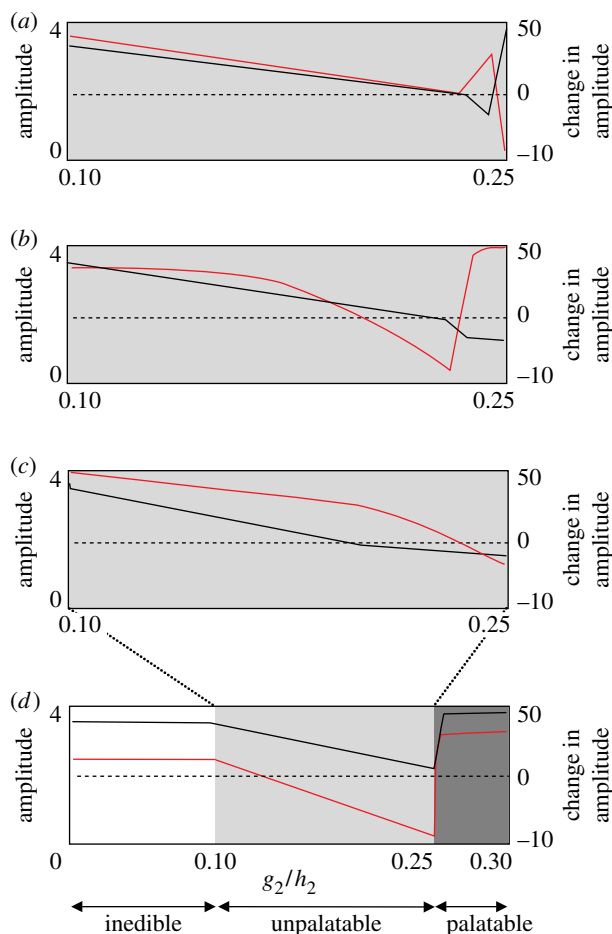 (a)
4
50
amplitude
0
change in
amplitude
0
−10
0.10
0.25
(b)
4
50
amplitude
0
change in
amplitude
0
−10
0.10
0.25
(c)
4
50
amplitude
0
change in
amplitude
0
−10
0.10
0.25
(d)
4
50
amplitude
0
change in
amplitude
−10
0
0.10
0.25
0.30
g2/h2
inedible
unpalatable
palatable